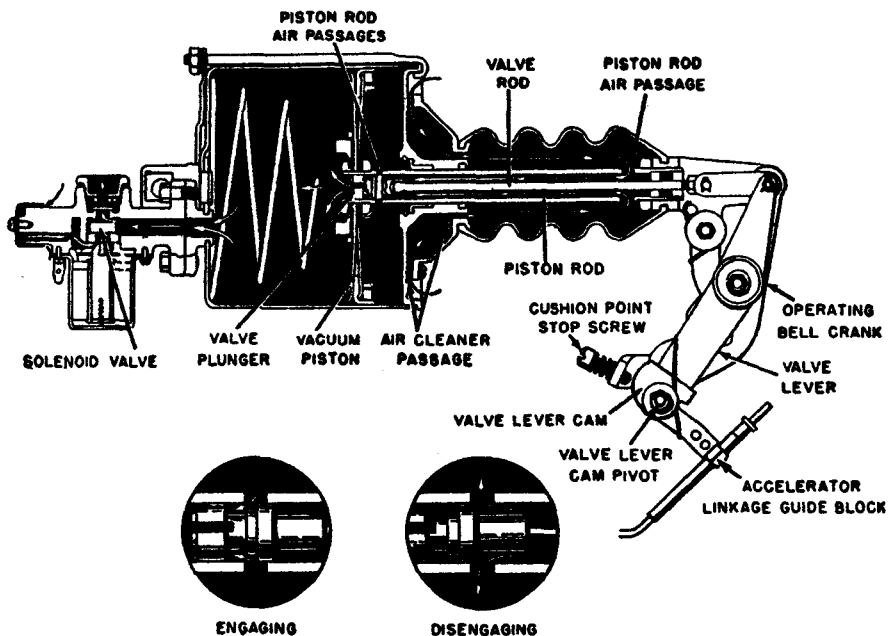 PISTON ROD
AIR PASSAGES
VALVE
ROD
PISTON ROD
AIR PASSAGE
PISTON ROD
OPERATING
BELL CRANK
CUSHION POINT
STOP SCREW
SOLENOID VALVE
VALVE
PLUNGER
VACUUM
PISTON
AIR CLEANER
PASSAGE
VALVE
LEVER
VALVE LEVER CAM
VALVE LEVER
CAM PIVOT
ACCELERATOR
LINKAGE GUIDE BLOCK
ENGAGING
DISENGAGING